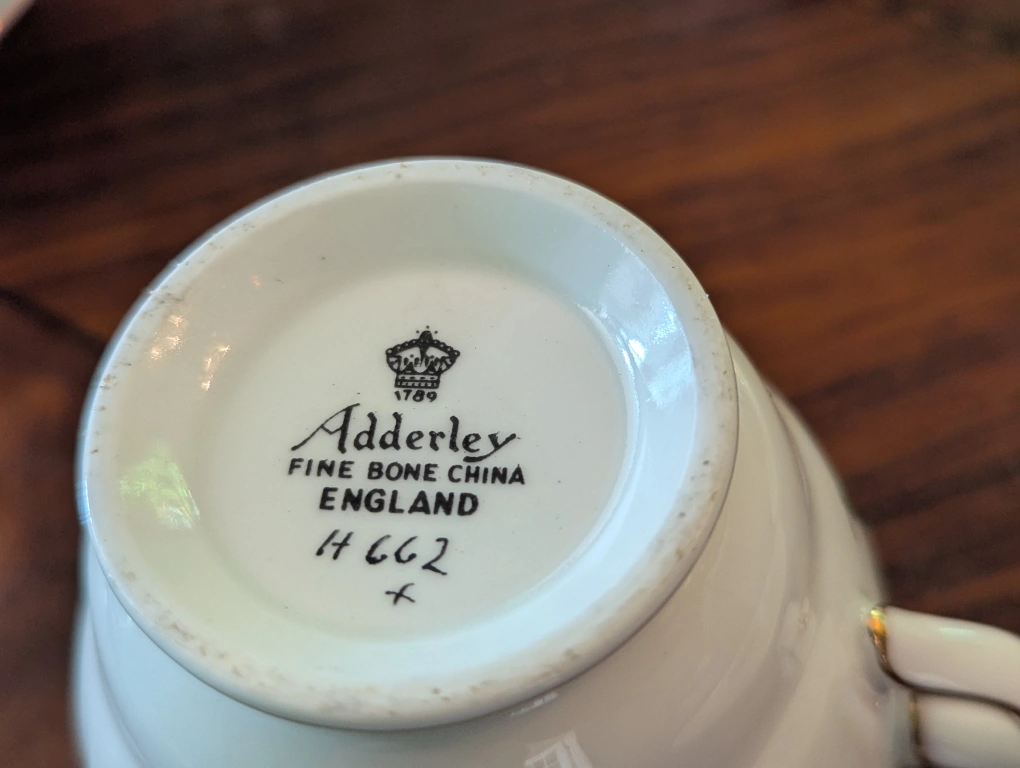 1789
Adderley
FINE BONE CHINA
ENGLAND
H 662
x